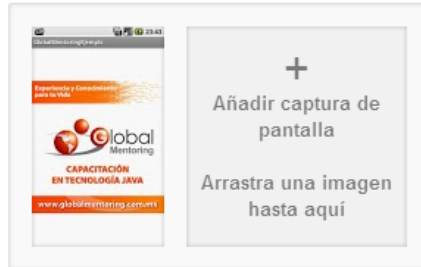 23:43
GlobalMentoringEjemplo
Experiencia y Conocimiento
para tu Vida
Global
Mentoring
CAPACITACIÓN
EN TECNOLOGÍA JAVA
www.globalmentoring.com.mx
+
Añadir captura de
pantalla
Arrastra una imagen
hasta aquí